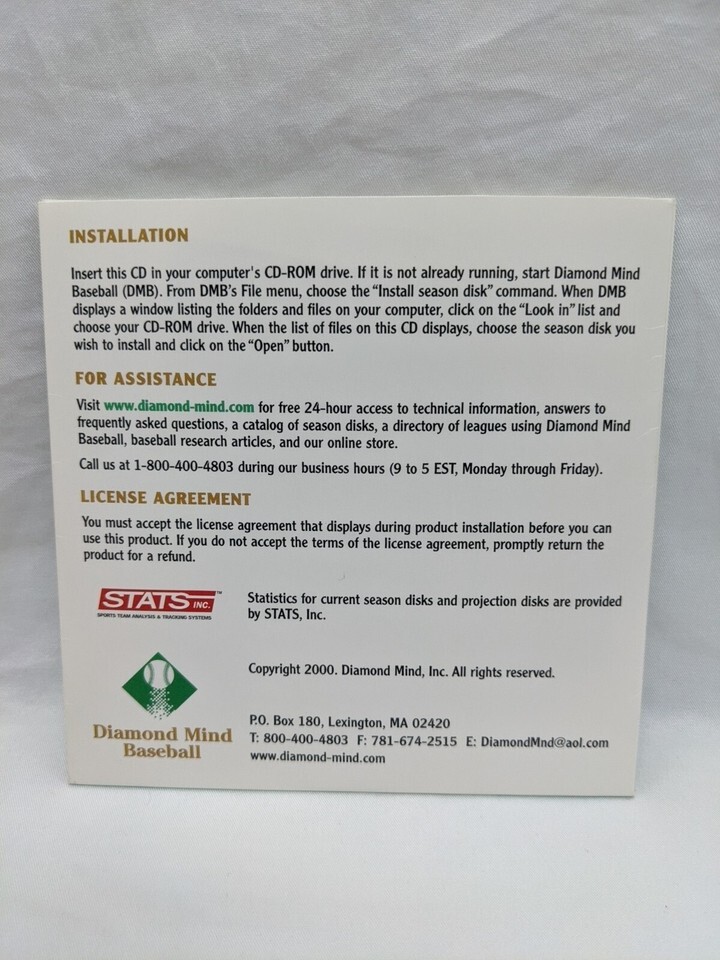 INSTALLATION
Insert this CD in your computer's CD-ROM drive. If it is not already running, start Diamond Mind
Baseball (DMB). From DMB's File menu, choose the "Install season disk" command. When DMB
displays a window listing the folders and files on your computer, click on the "Look in" list and
choose your CD-ROM drive. When the list of files on this CD displays, choose the season disk you
wish to install and click on the "Open" button.
FOR ASSISTANCE
Visit www.diamond-mind.com for free 24-hour access to technical information, answers to
frequently asked questions, a catalog of season disks, a directory of leagues using Diamond Mind
Baseball, baseball research articles, and our online store.
Call us at 1-800-400-4803 during our business hours (9 to 5 EST, Monday through Friday).
LICENSE AGREEMENT
You must accept the license agreement that displays during product installation before you can
use this product. If you do not accept the terms of the license agreement, promptly return the
product for a refund.
STATS INC.™
SPORTS TEAM ANALYSIS & TRACKING SYSTEMS
Statistics for current season disks and projection disks are provided
by STATS, Inc.
Copyright 2000. Diamond Mind, Inc. All rights reserved.
Diamond Mind
Baseball
P.O. Box 180, Lexington, MA 02420
T: 800-400-4803 F: 781-674-2515 E: DiamondMnd@aol.com
www.diamond-mind.com